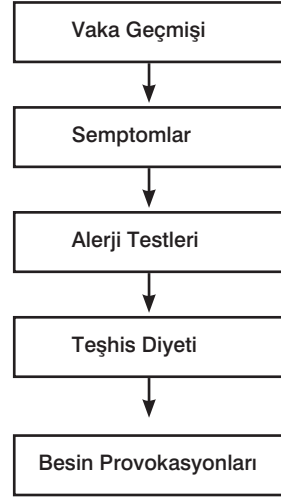 Vaka Geçmişi
Semptomlar
Alerji Testleri
Teşhis Diyeti
Besin Provokasyonları